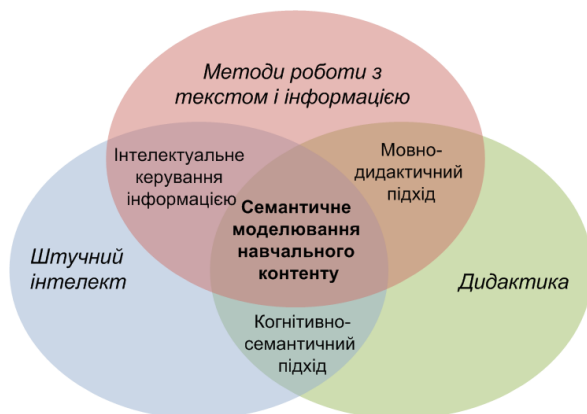 Методи роботи з
текстом і інформацією
Інтелектуальне
керування
інформацією
Мовно-
дидактичний
підхід
Семантичне
моделювання
навчального
контенту
Штучний
інтелект
Дидактика
Когнітивно-
семантичний
підхід